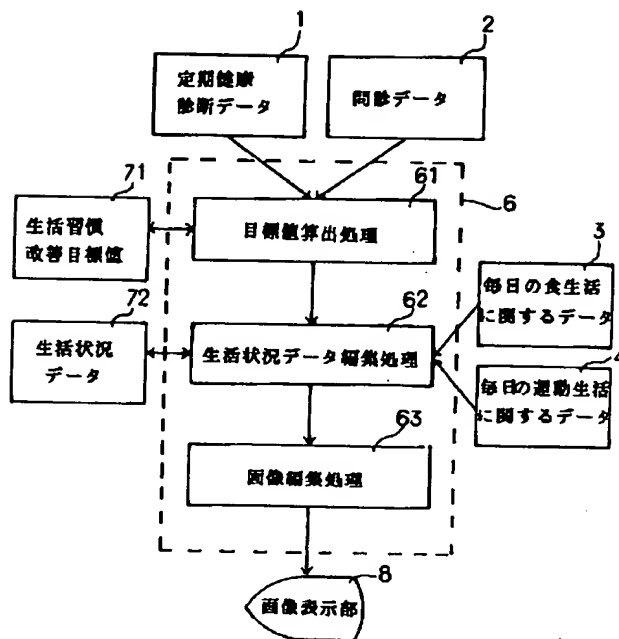 1
2
定期健康
診断データ
問診データ
71
61
6
生活習慣
改善目標値
目標値算出処理
3
毎日の食生活
に関するデータ
72
62
生活状況
データ
生活状況データ編集処理
4
毎日の運動生活
に関するデータ
63
画像編集処理
8
画像表示部